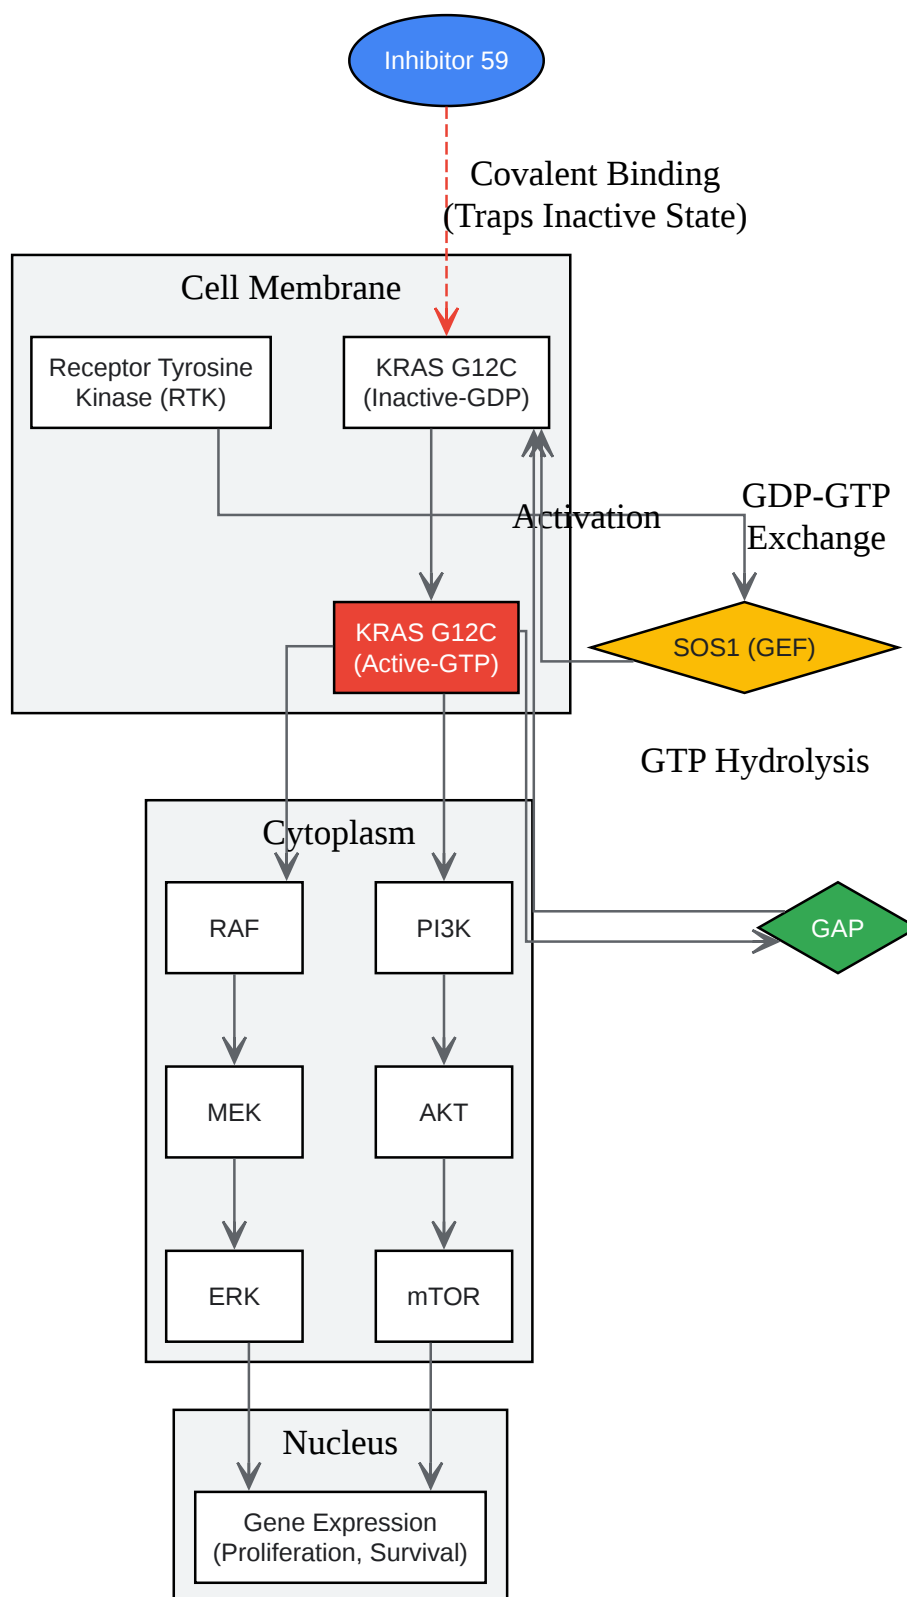 Inhibitor 59
Covalent Binding
(Traps Inactive State)
Cell Membrane
Receptor Tyrosine
Kinase (RTK)
KRAS G12C
(Inactive-GDP)
Activation
GDP-GTP
Exchange
KRAS G12C
(Active-GTP)
SOS1 (GEF)
GTP Hydrolysis
Cytoplasm
RAF
PI3K
GAP
MEK
AKT
ERK
mTOR
Nucleus
Gene Expression
(Proliferation, Survival)